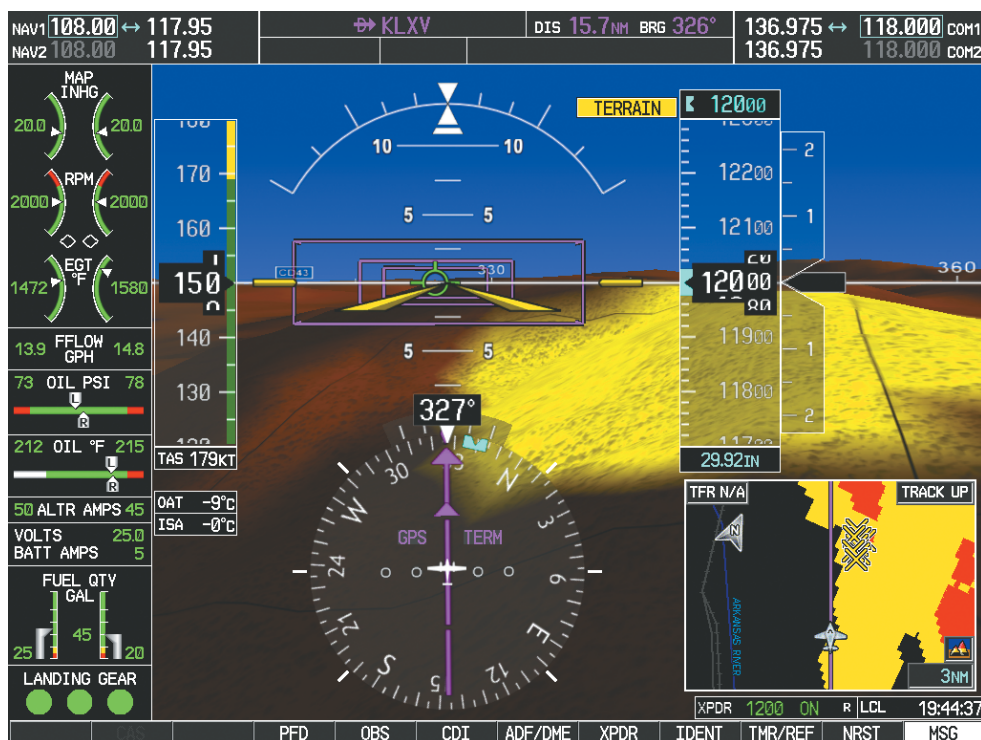 NAV1 108.00 ↔ 117.95
NAV2 108.00 117.95
KLXV
DIS 15.7NM BRG 326°
136.975 ↔ 118.000 COM1
136.975 118.000 COM2
MAP
INHG
20.0 20.0
RPM
2000 2000
EGT
°F
1472 1580
13.9 FFLOW GPH 14.8
73 OIL PSI 78
L
R
212 OIL °F 215
L
R
50 ALTR AMPS 45
VOLTS 25.0
BATT AMPS 5
FUEL QTY
GAL
45
25 20
LANDING GEAR
170
160
150
140
130
120
TAS 179KT
OAT -9°C
ISA -0°C
10 10
5 5
5 5
CD43
330
360
TERRAIN
12000
12200
12100
12000
20
80
11900
11800
29.92IN
2
1
1
2
327°
N
3
6
E
12
S
21
24
W
30
GPS TERM
TFR N/A
TRACK UP
N
ARKANSAS RIVER
3NM
XPDR 1200 ON R LCL 19:44:37
CAS PFD OBS CDI ADF/DME XPDR IDENT TMR/REF NRST MSG